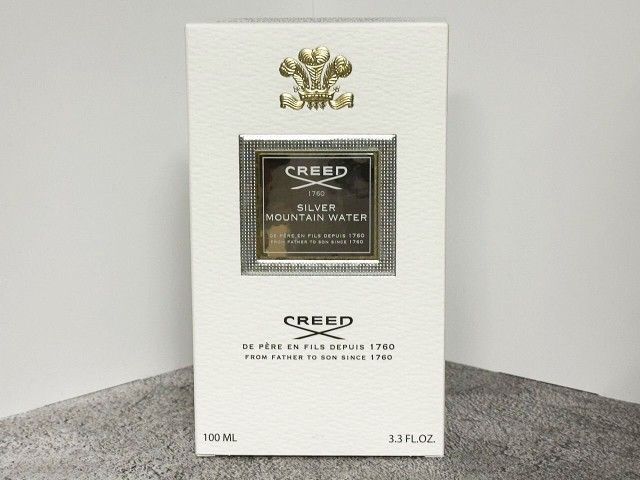 CREED
1760
SILVER
MOUNTAIN WATER
DE PÈRE EN FILS DEPUIS 1760
FROM FATHER TO SON SINCE 1760
CREED
DE PÈRE EN FILS DEPUIS 1760
FROM FATHER TO SON SINCE 1760
100 ML 3.3 FL.OZ.